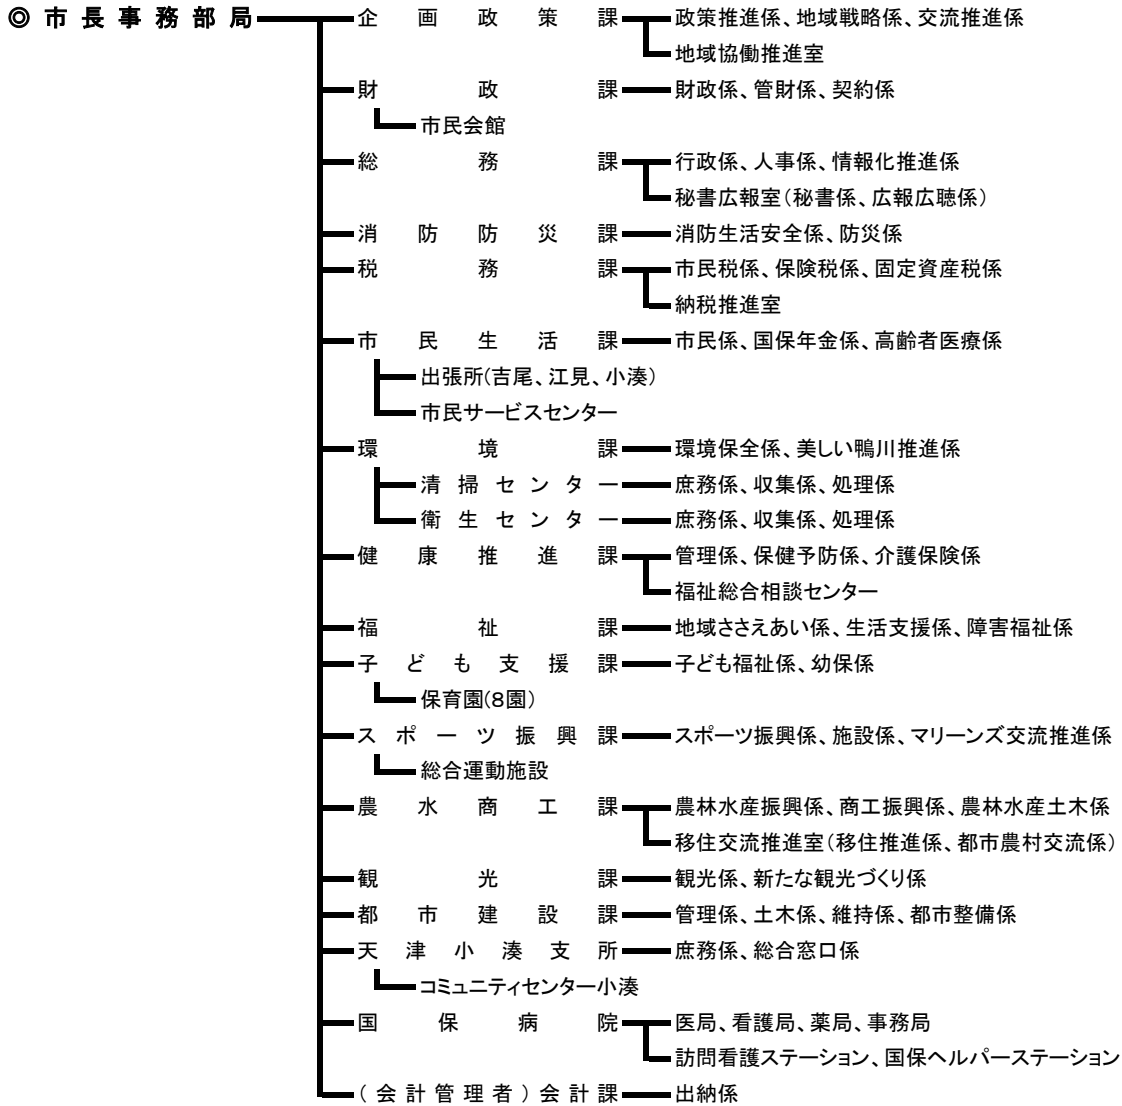 ◎市長事務部局 企画政策課 政策推進係、地域戦略係、交流推進係
地域協働推進室
財政課 財政係、管財係、契約係
市民会館
総務課 行政係、人事係、情報化推進係
秘書広報室（秘書係、広報広聴係）
消防防災課 消防生活安全係、防災係
税務課 市民税係、保険税係、固定資産税係
納税推進室
市民生活課 市民係、国保年金係、高齢者医療係
出張所(吉尾、江見、小湊)
市民サービスセンター
環境課 環境保全係、美しい鴨川推進係
清掃センター 庶務係、収集係、処理係
衛生センター 庶務係、収集係、処理係
健康推進課 管理係、保健予防係、介護保険係
福祉総合相談センター
福祉課 地域ささえあい係、生活支援係、障害福祉係
子ども支援課 子ども福祉係、幼保係
保育園(8園)
スポーツ振興課 スポーツ振興係、施設係、マリーンズ交流推進係
総合運動施設
農水商工課 農林水産振興係、商工振興係、農林水産土木係
移住交流推進室（移住推進係、都市農村交流係）
観光課 観光係、新たな観光づくり係
都市建設課 管理係、土木係、維持係、都市整備係
天津小湊支所 庶務係、総合窓口係
コミュニティセンター小湊
国保病院 医局、看護局、薬局、事務局
訪問看護ステーション、国保ヘルパーステーション
（会計管理者）会計課 出納係